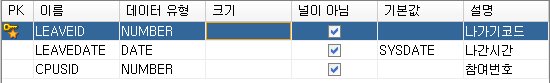 PK 이름 데이터 유형 크기 널이 아님 기본값 설명
LEAVEID NUMBER 나가기코드
LEAVEDATE DATE SYSDATE 나간시간
CPUSID NUMBER 참여번호